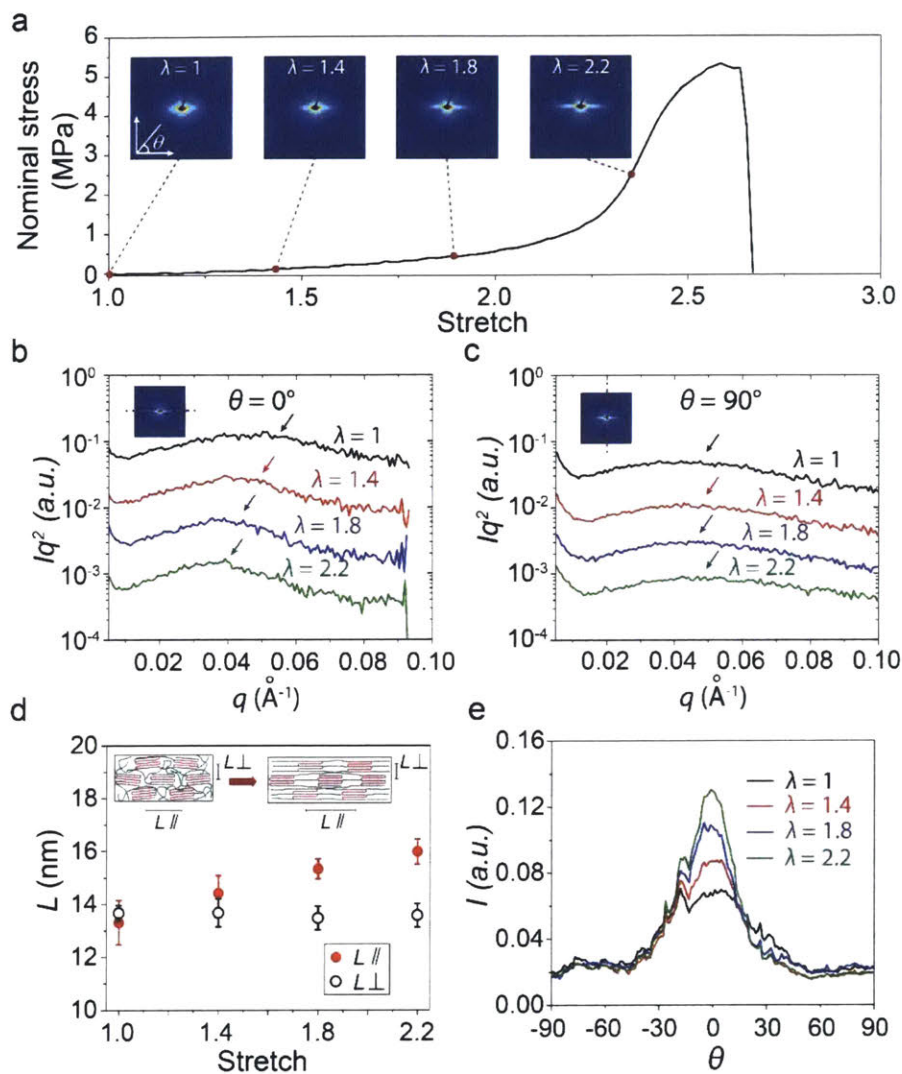 a
Nominal stress
(MPa)
6
5
4
3
2
1
0
λ = 1
λ = 1.4
λ = 1.8
λ = 2.2
θ
1.0
1.5
2.0
2.5
3.0
Stretch
b
Iq² (a.u.)
10⁰
10⁻¹
10⁻²
10⁻³
10⁻⁴
θ = 0°
λ = 1
λ = 1.4
λ = 1.8
λ = 2.2
0.02
0.04
0.06
0.08
0.10
q (Å⁻¹)
c
Iq² (a.u.)
10⁰
10⁻¹
10⁻²
10⁻³
10⁻⁴
θ = 90°
λ = 1
λ = 1.4
λ = 1.8
λ = 2.2
0.02
0.04
0.06
0.08
0.10
q (Å⁻¹)
d
L (nm)
20
19
18
17
16
15
14
13
12
11
10
L⊥
L⊥
L //
L //
L //
L⊥
1.0
1.4
1.8
2.2
Stretch
e
I (a.u.)
0.16
0.12
0.08
0.04
0.00
λ = 1
λ = 1.4
λ = 1.8
λ = 2.2
-90
-60
-30
0
30
60
90
θ